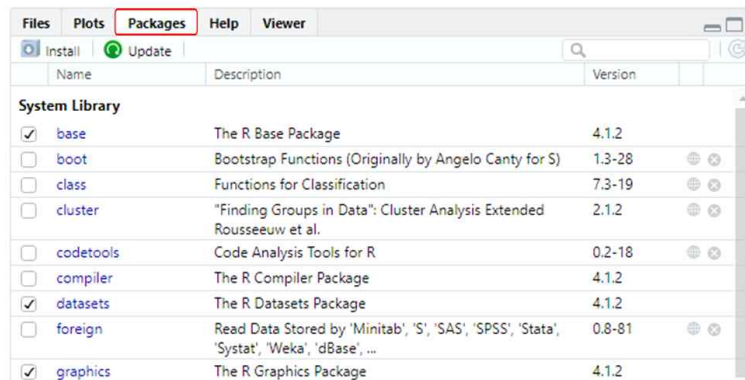 Files Plots Packages Help Viewer
Install Update
Name Description Version
System Library
base The R Base Package 4.1.2
boot Bootstrap Functions (Originally by Angelo Canty for S) 1.3-28
class Functions for Classification 7.3-19
cluster "Finding Groups in Data": Cluster Analysis Extended 2.1.2
Rousseeuw et al.
codetools Code Analysis Tools for R 0.2-18
compiler The R Compiler Package 4.1.2
datasets The R Datasets Package 4.1.2
foreign Read Data Stored by 'Minitab', 'S', 'SAS', 'SPSS', 'Stata', 0.8-81
'Systat', 'Weka', 'dBase', ...
graphics The R Graphics Package 4.1.2